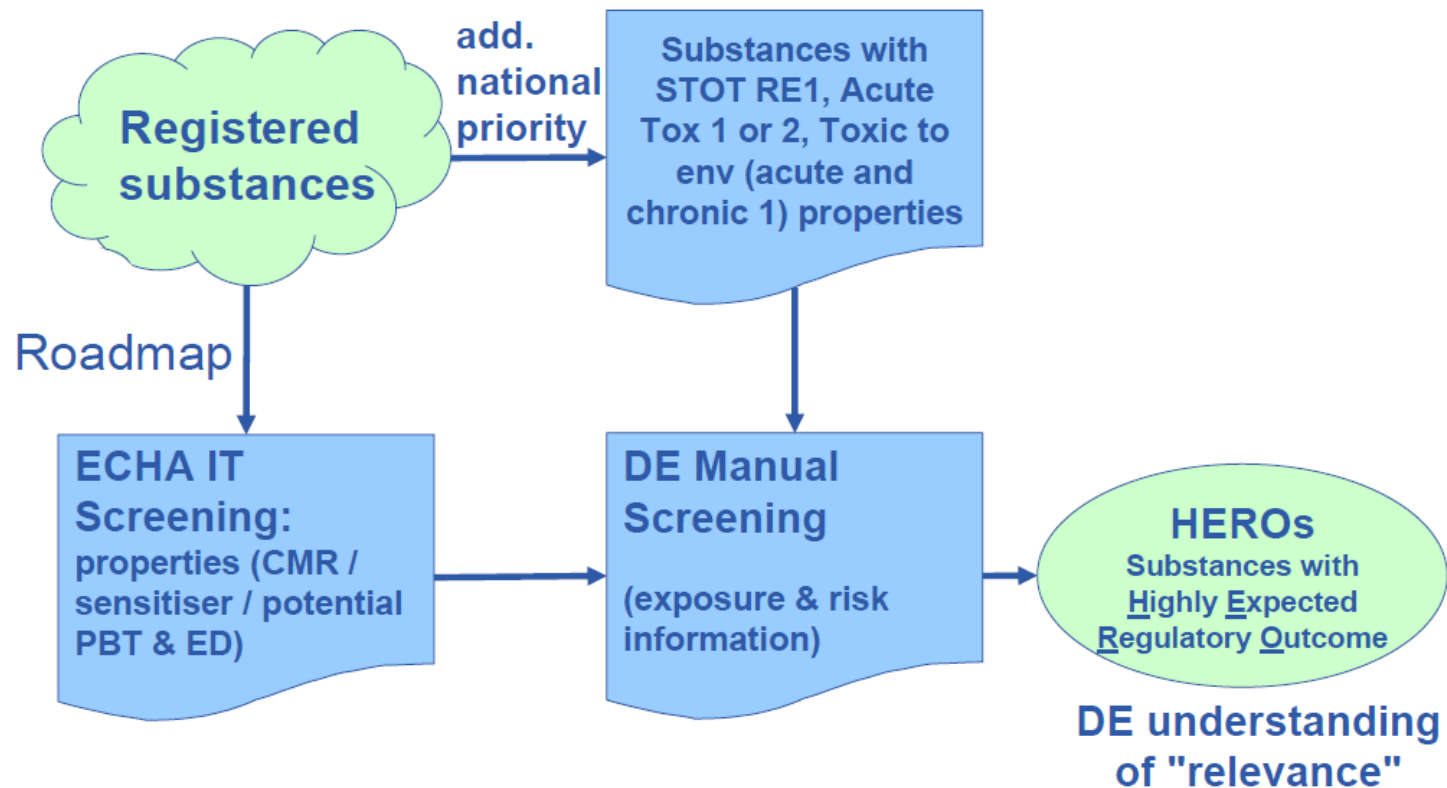 Registered
substances
add.
national
priority
Substances with
STOT RE1, Acute
Tox 1 or 2, Toxic to
env (acute and
chronic 1) properties
Roadmap
ECHA IT
Screening:
properties (CMR /
sensitiser / potential
PBT & ED)
DE Manual
Screening
(exposure & risk
information)
HEROs
Substances with
Highly Expected
Regulatory Outcome
DE understanding
of "relevance"